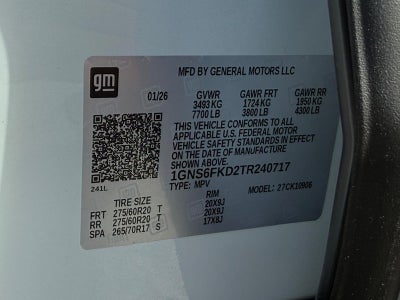 gm
MFD BY GENERAL MOTORS LLC
01/26 GVWR GAWR FRT GAWR RR
3493 KG 1724 KG 1950 KG
7700 LB 3800 LB 4300 LB
THIS VEHICLE CONFORMS TO ALL
APPLICABLE U.S. FEDERAL MOTOR
VEHICLE SAFETY STANDARDS IN EFFECT
ON THE DATE OF MANUFACTURE
SHOWN ABOVE.
1GNS6FKD2TR240717
TYPE: MPV MODEL: 27CK10906
241L
TIRE SIZE RIM
FRT 275/60R20 T 20X9J
RR 275/60R20 T 20X9J
SPA 265/70R17 S 17X8J